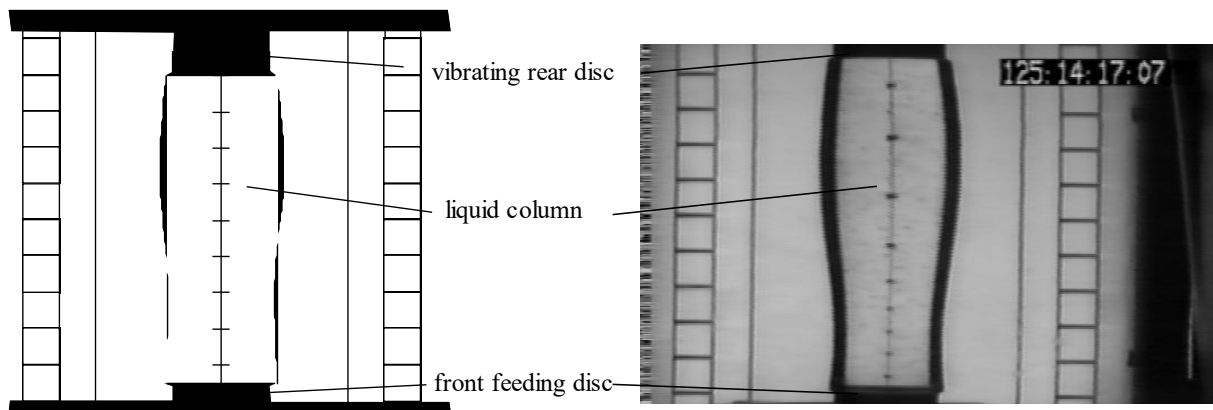 vibrating rear disc
125:14:17:07
liquid column
front feeding disc